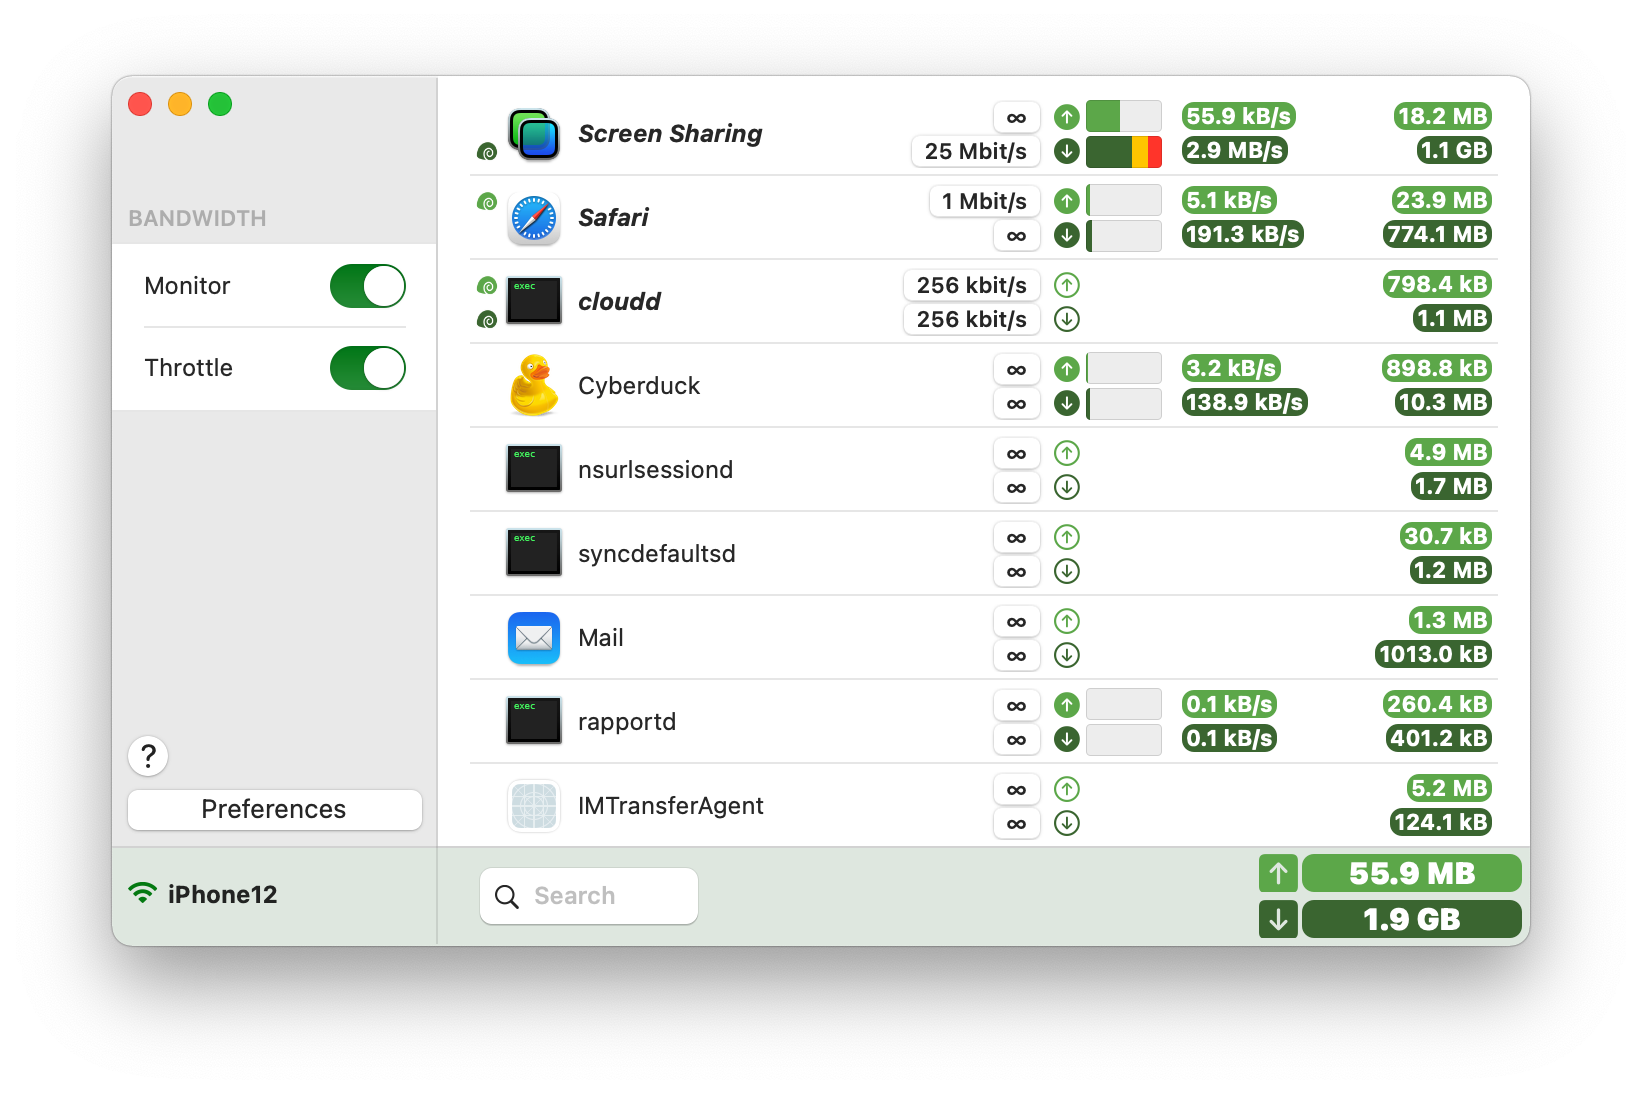 BANDWIDTH
Monitor
Throttle
?
Preferences
iPhone12
Screen Sharing
∞ ↑ 55.9 kB/s 18.2 MB
25 Mbit/s ↓ 2.9 MB/s 1.1 GB
Safari
1 Mbit/s ↑ 5.1 kB/s 23.9 MB
∞ ↓ 191.3 kB/s 774.1 MB
exec
cloudd
256 kbit/s ↑ 798.4 kB
256 kbit/s ↓ 1.1 MB
Cyberduck
∞ ↑ 3.2 kB/s 898.8 kB
∞ ↓ 138.9 kB/s 10.3 MB
exec
nsurlsessiond
∞ ↑ 4.9 MB
∞ ↓ 1.7 MB
exec
syncdefaultsd
∞ ↑ 30.7 kB
∞ ↓ 1.2 MB
Mail
∞ ↑ 1.3 MB
∞ ↓ 1013.0 kB
exec
rapportd
∞ ↑ 0.1 kB/s 260.4 kB
∞ ↓ 0.1 kB/s 401.2 kB
IMTransferAgent
∞ ↑ 5.2 MB
∞ ↓ 124.1 kB
Search
↑ 55.9 MB
↓ 1.9 GB